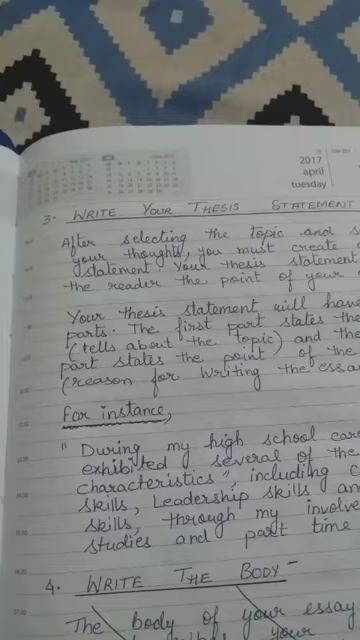 2017
april
tuesday
3.- WRITE YOUR THESIS STATEMENT
After selecting the topic and
your thoughts, you must create
statement. Your thesis statement
the reader the point of your
Your thesis statement will have
parts. The first part states the
(tells about the topic) and the
part states the point of the
(reason for writing the
For instance,
" During my high school
exhibited several of the
characteristics", including
skills, Leadership skills
skills, through my
studies and part time
4. WRITE THE BODY-
The body of your essay
your